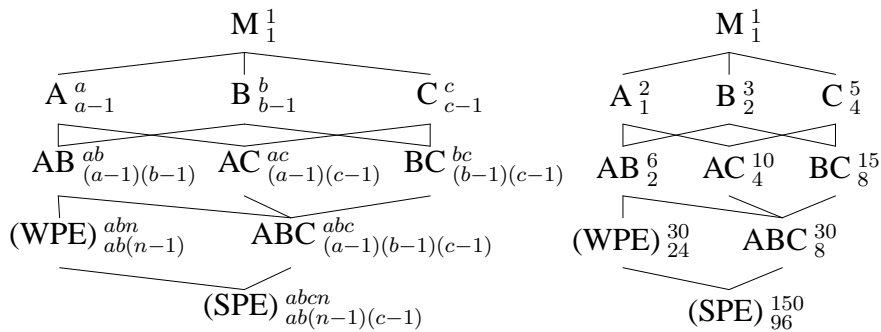 M 1 1 M 1 1
A a a−1 B b b−1 C c c−1 A 2 1 B 3 2 C 5 4
AB ab (a−1)(b−1) AC ac (a−1)(c−1) BC bc (b−1)(c−1) AB 6 2 AC 10 4 BC 15 8
(WPE) abn ab(n−1) ABC abc (a−1)(b−1)(c−1) (WPE) 30 24 ABC 30 8
(SPE) abcn ab(n−1)(c−1) (SPE) 150 96